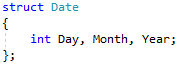 struct Date
{
    int Day, Month, Year;
};